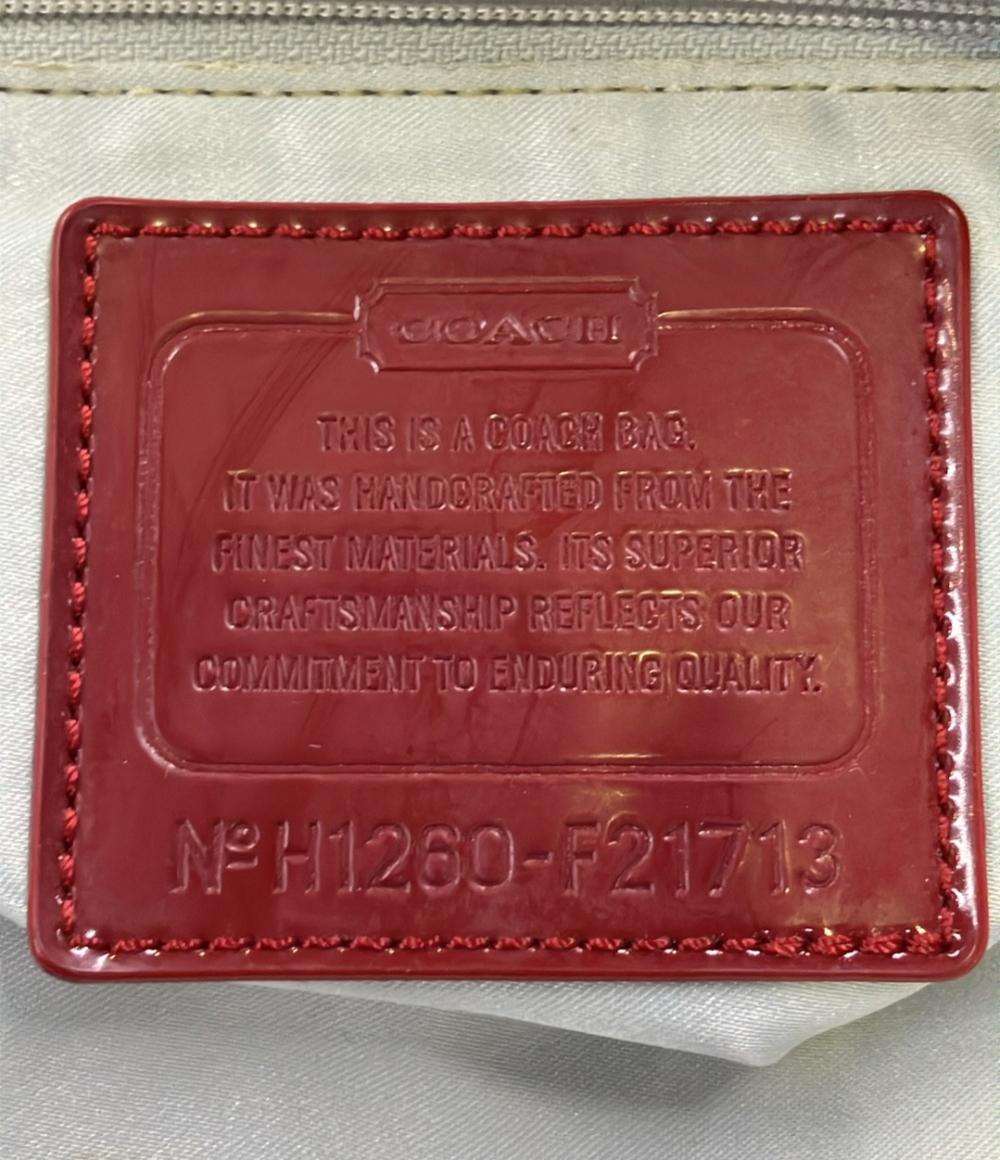 COACH
THIS IS A COACH BAG.
IT WAS HANDCRAFTED FROM THE
FINEST MATERIALS. ITS SUPERIOR
CRAFTSMANSHIP REFLECTS OUR
COMMITMENT TO ENDURING QUALITY.
Nº H1260-F21713